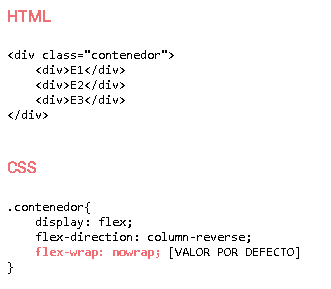 HTML
<div class="contenedor">
    <div>E1</div>
    <div>E2</div>
    <div>E3</div>
</div>
CSS
.contenedor{
    display: flex;
    flex-direction: column-reverse;
    flex-wrap: nowrap; [VALOR POR DEFECTO]
}